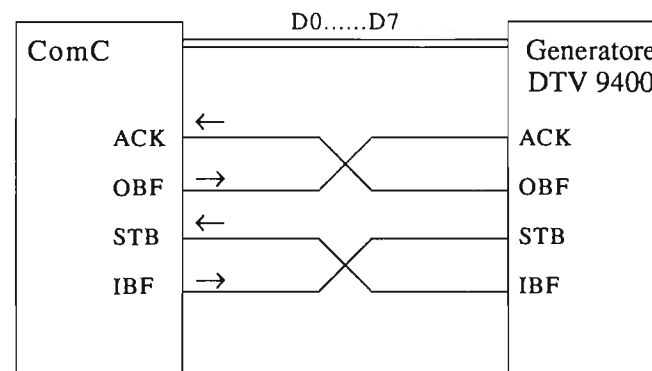 D0......D7
ComC
Generatore
DTV 9400
ACK
ACK
OBF
OBF
STB
STB
IBF
IBF